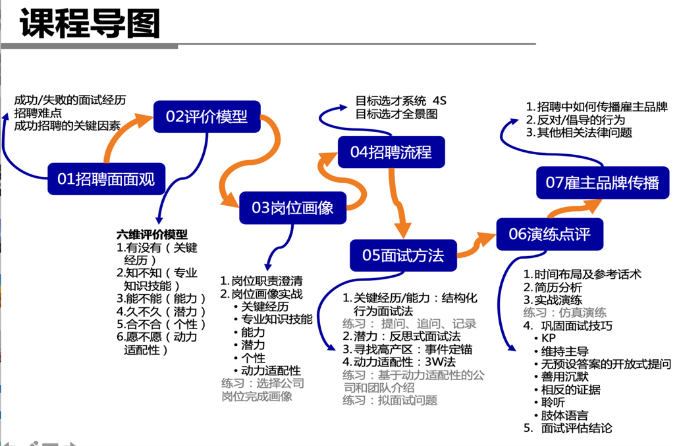 课程导图
成功/失败的面试经历
招聘难点
成功招聘的关键因素
01招聘面面观
02评价模型
六维评价模型
1.有没有（关键
经历）
2.知不知（专业
知识技能）
3.能不能（能力）
4.久不久（潜力）
5.合不合（个性）
6.愿不愿（动力
适配性）
03岗位画像
1.岗位职责澄清
2.岗位画像实战
• 关键经历
• 专业知识技能
• 能力
• 潜力
• 个性
• 动力适配性
练习：选择公司
岗位完成画像
目标选才系统 4S
目标选才全景图
04招聘流程
05面试方法
1.关键经历/能力：结构化
行为面试法
练习： 提问、追问、记录
2.潜力：反思式面试法
3.寻找高产区：事件定锚
4.动力适配性：3W法
练习：基于动力适配性的公
司和团队介绍
练习：拟面试问题
06演练点评
1.时间布局及参考话术
2.简历分析
3.实战演练
练习：仿真演练
4. 巩固面试技巧
• KP
• 维持主导
• 无预设答案的开放式提问
• 善用沉默
• 相反的证据
• 聆听
• 肢体语言
5. 面试评估结论
1.招聘中如何传播雇主品牌
2.反对/倡导的行为
3.其他相关法律问题
07雇主品牌传播